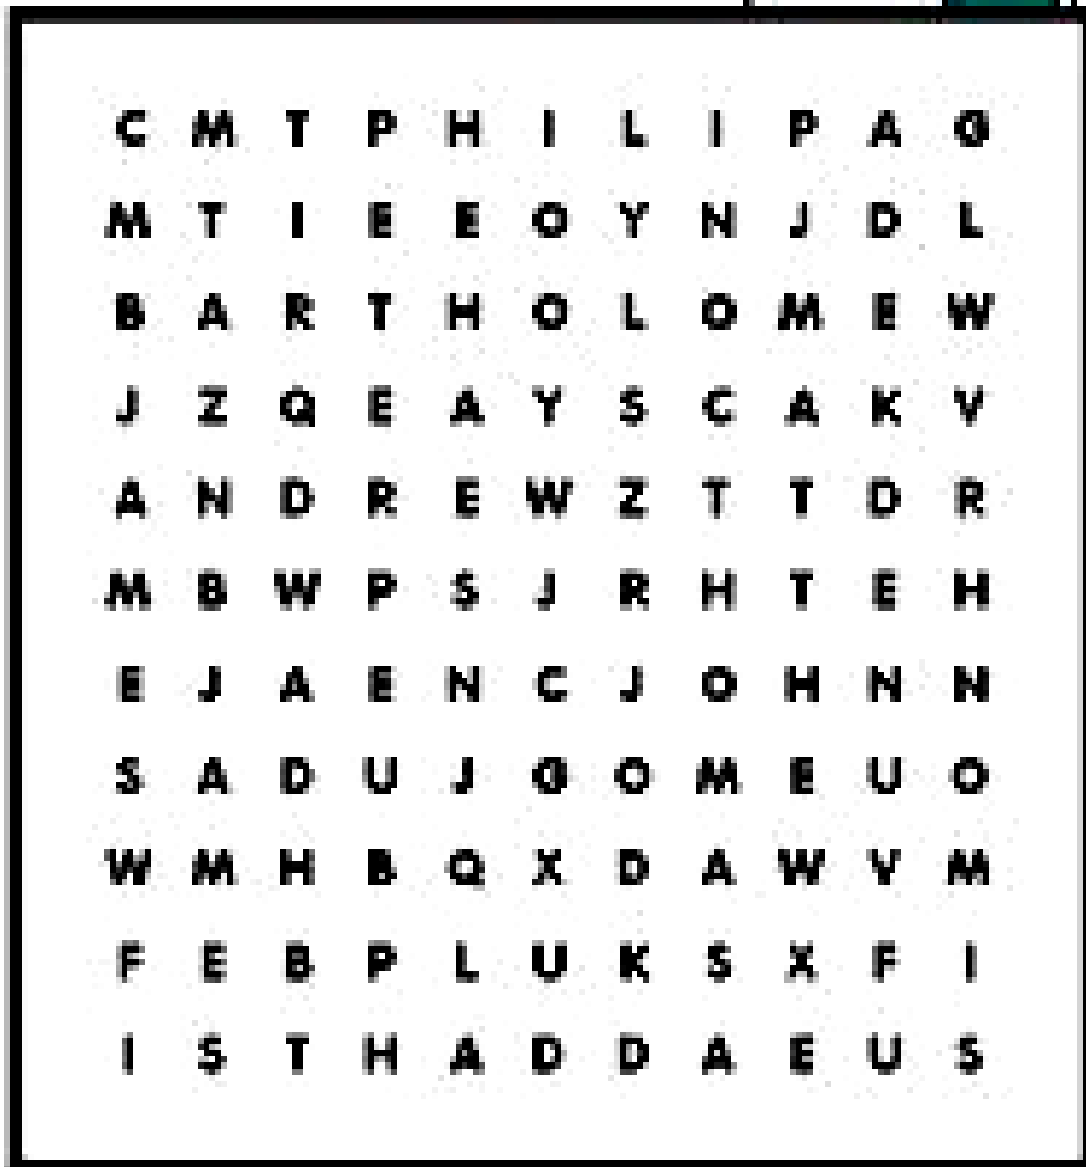 C M T P H I L I P A G
M T I E E O Y N J D L
B A R T H O L O M E W
J Z Q E A Y S C A K V
A N D R E W Z T T D R
M B W P S J R H T E H
E J A E N C J O H N N
S A D U J G O M E U O
W M H B Q X D A W V M
F E B P L U K S X F I
I S T H A D D A E U S